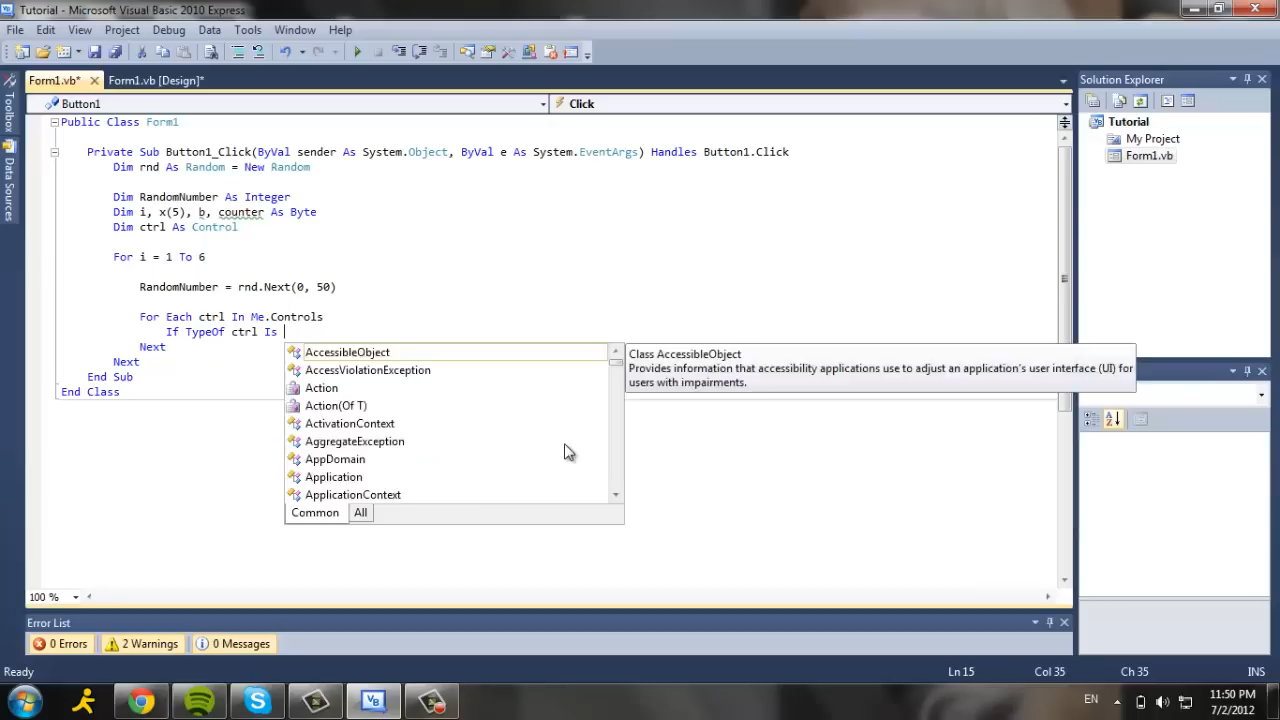 Tutorial - Microsoft Visual Basic 2010 Express
File Edit View Project Debug Data Tools Window Help
Form1.vb* Form1.vb [Design]*
Solution Explorer
Button1 Click
Public Class Form1
Private Sub Button1_Click(ByVal sender As System.Object, ByVal e As System.EventArgs) Handles Button1.Click
Dim rnd As Random = New Random
Dim RandomNumber As Integer
Dim i, x(5), b, counter As Byte
Dim ctrl As Control
For i = 1 To 6
RandomNumber = rnd.Next(0, 50)
For Each ctrl In Me.Controls
If TypeOf ctrl Is
Next
Next
End Sub
End Class
AccessibleObject
AccessViolationException
Action
Action(Of T)
ActivationContext
AggregateException
AppDomain
Application
ApplicationContext
Common All
Class AccessibleObject
Provides information that accessibility applications use to adjust an application's user interface (UI) for
users with impairments.
Toolbox
Data Sources
Tutorial
My Project
Form1.vb
100 %
Error List
0 Errors 2 Warnings 0 Messages
Ready Ln 15 Col 35 Ch 35 INS
EN 11:50 PM
7/2/2012